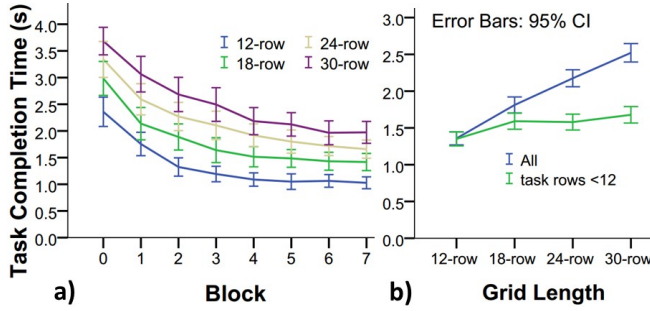 Task Completion Time (s)
4.0
3.5
3.0
2.5
2.0
1.5
1.0
0.5
0.0
12-row 24-row
18-row 30-row
0 1 2 3 4 5 6 7
a) Block
Error Bars: 95% CI
3.0
2.5
2.0
1.5
1.0
0.5
0.0
All
task rows <12
12-row 18-row 24-row 30-row
b) Grid Length